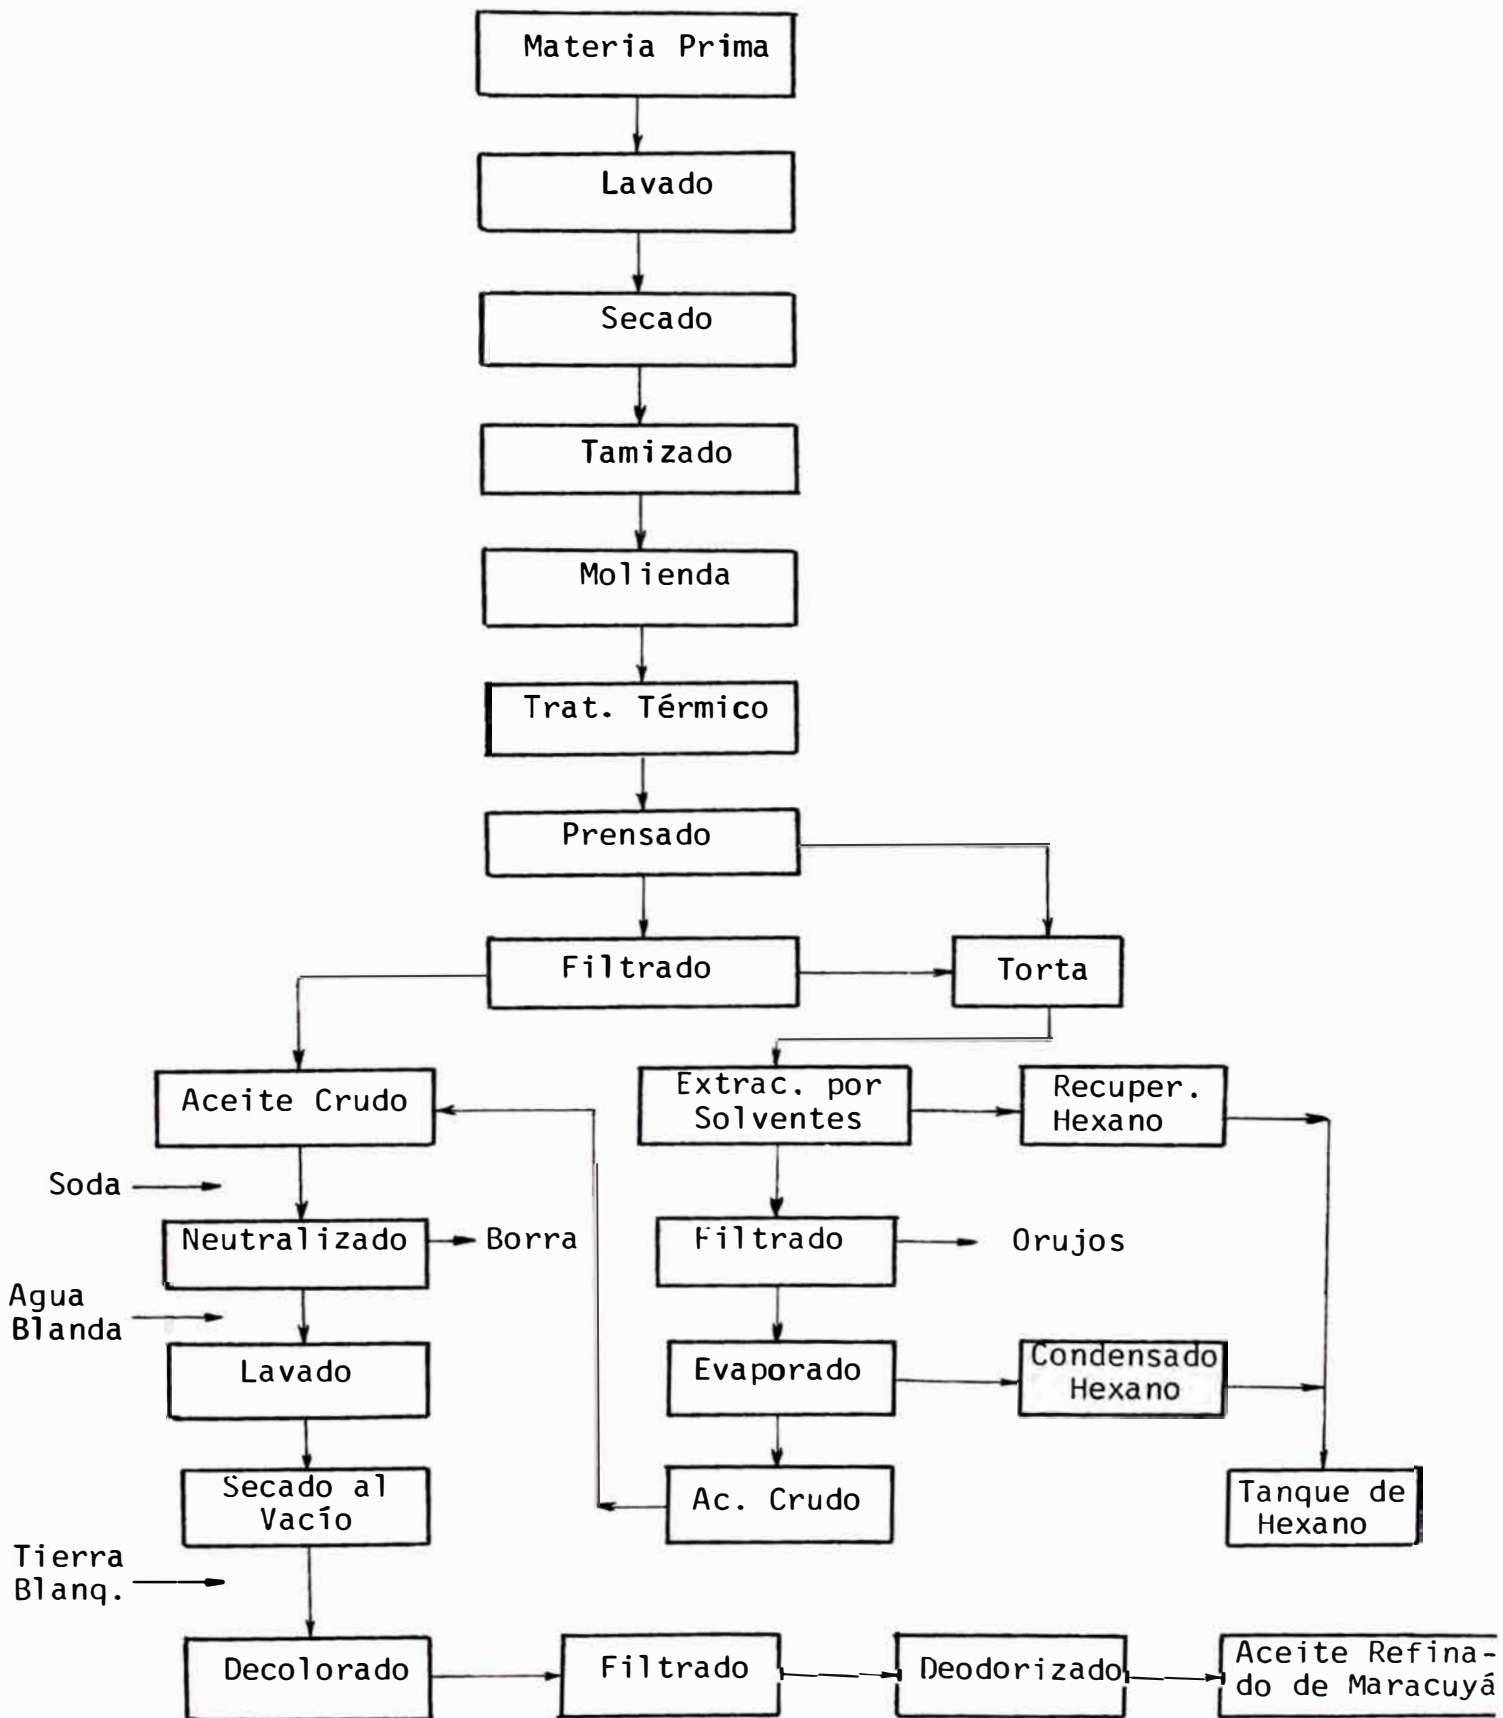 Materia Prima
Lavado
Secado
Tamizado
Molienda
Trat. Térmico
Prensado
Filtrado
Torta
Aceite Crudo
Extrac. por
Solventes
Recuper.
Hexano
Soda
Neutralizado
Borra
Filtrado
Orujos
Agua
Blanda
Lavado
Evaporado
Condensado
Hexano
Secado al
Vacío
Ac. Crudo
Tanque de
Hexano
Tierra
Blanq.
Decolorado
Filtrado
Deodorizado
Aceite Refina-
do de Maracuyá